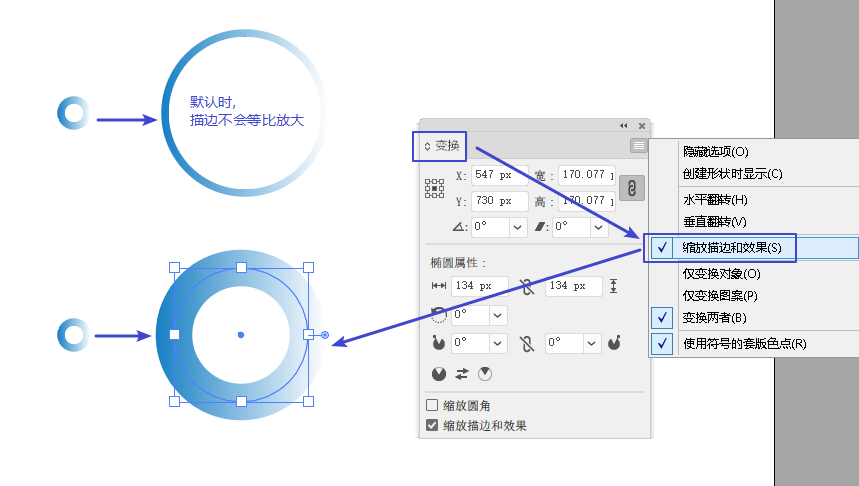 默认时，
描边不会等比放大
变换
X: 547 px 宽：170.077 p
Y: 730 px 高：170.077 p
0° 0°
椭圆属性：
134 px 134 px
0°
0° 0°
缩放圆角
缩放描边和效果
隐藏选项(O)
创建形状时显示(C)
水平翻转(H)
垂直翻转(V)
缩放描边和效果(S)
仅变换对象(O)
仅变换图案(P)
变换两者(B)
使用符号的套版色点(R)